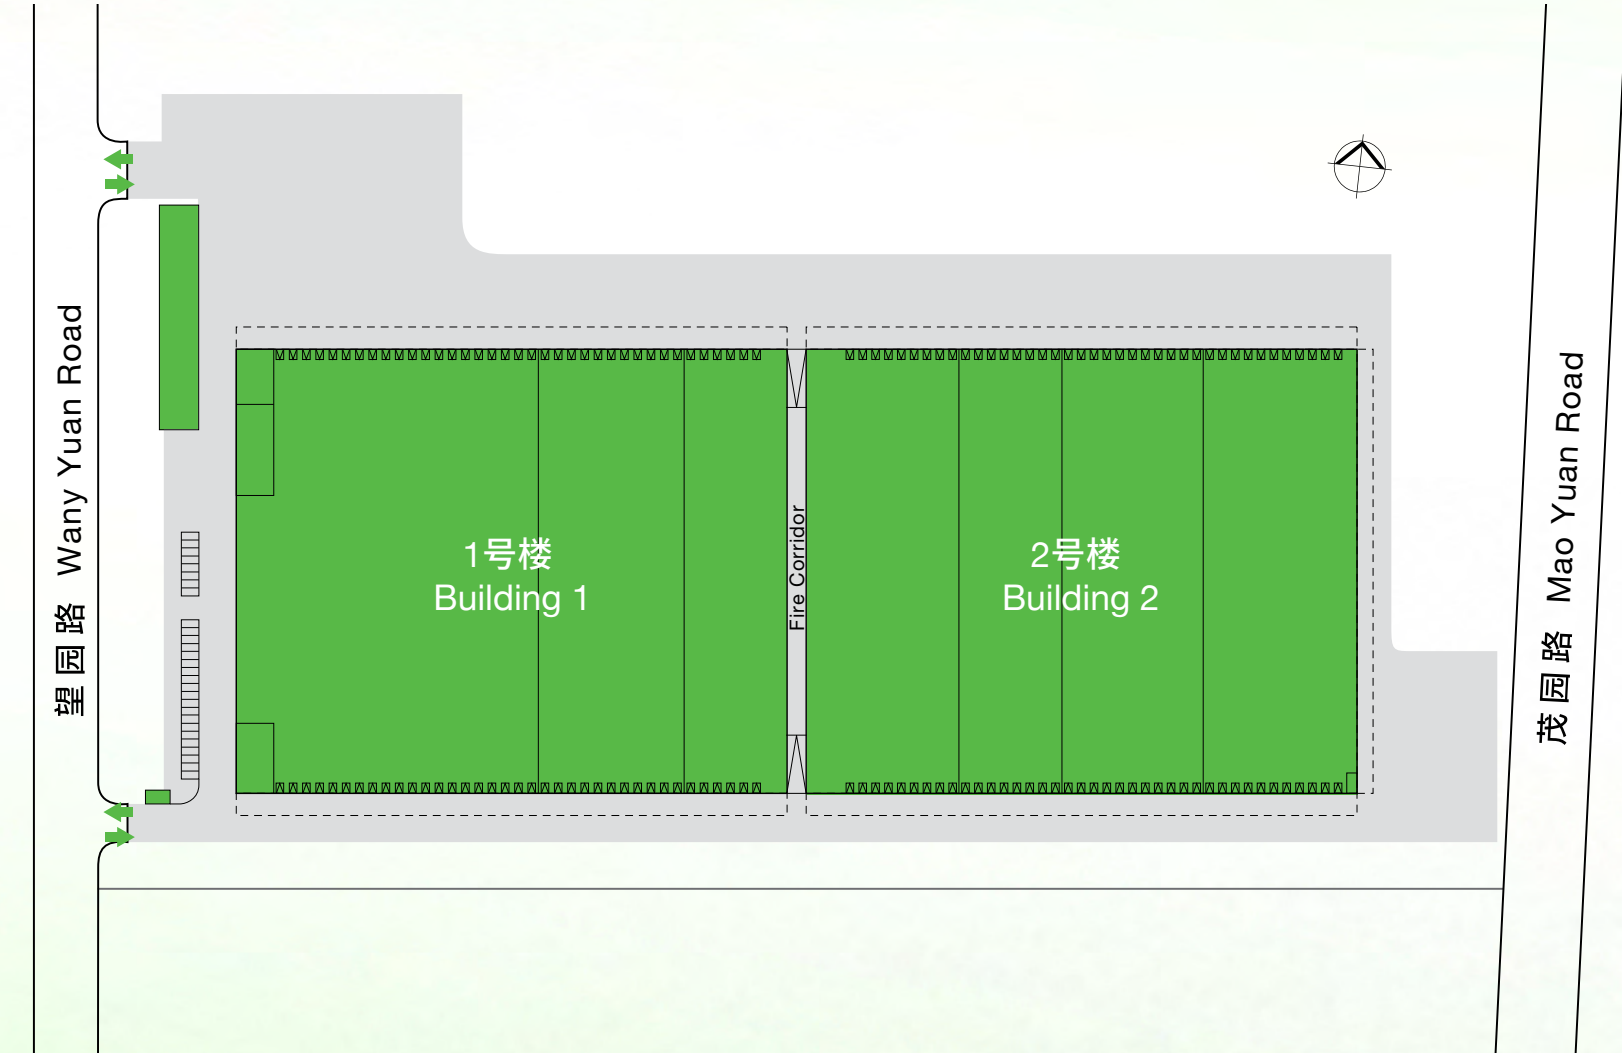 望园路 Wany Yuan Road
1号楼
Building 1
Fire Corridor
2号楼
Building 2
茂园路 Mao Yuan Road